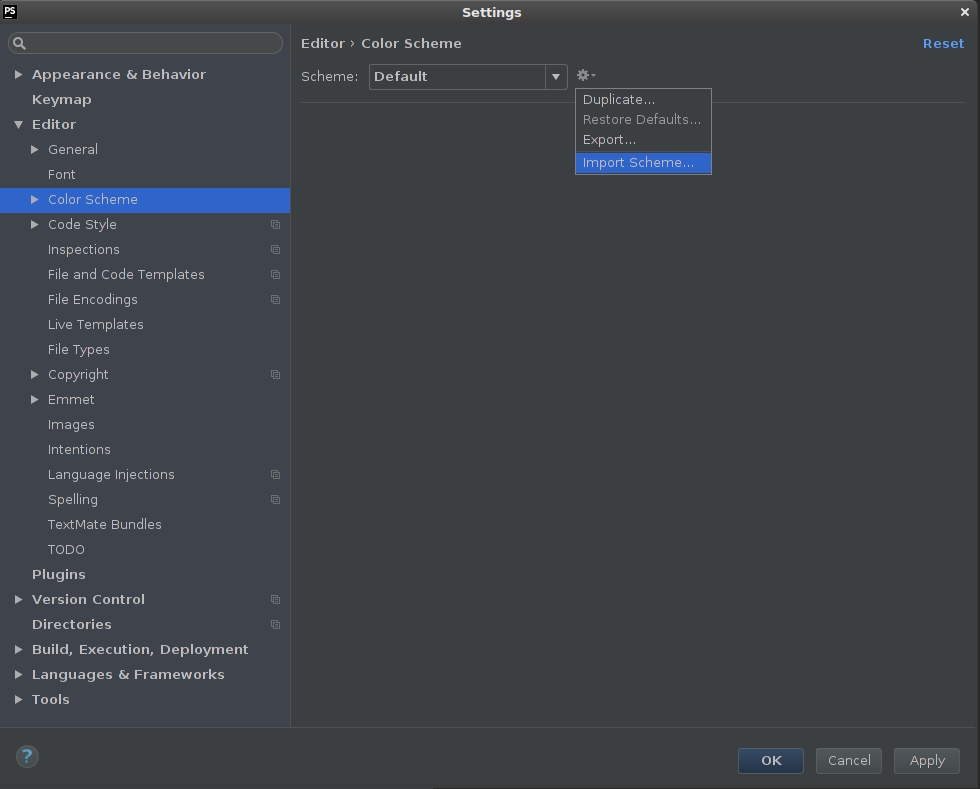 PS
Settings
Editor › Color Scheme
Reset
Scheme: Default
Duplicate...
Restore Defaults...
Export...
Import Scheme...
Appearance & Behavior
Keymap
Editor
General
Font
Color Scheme
Code Style
Inspections
File and Code Templates
File Encodings
Live Templates
File Types
Copyright
Emmet
Images
Intentions
Language Injections
Spelling
TextMate Bundles
TODO
Plugins
Version Control
Directories
Build, Execution, Deployment
Languages & Frameworks
Tools
?
OK
Cancel
Apply